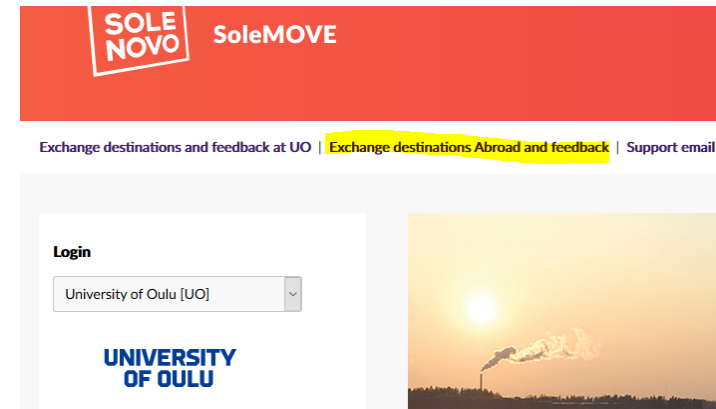 SOLE
NOVO
SoleMOVE
Exchange destinations and feedback at UO | Exchange destinations Abroad and feedback | Support email
Login
University of Oulu [UO]
UNIVERSITY
OF OULU